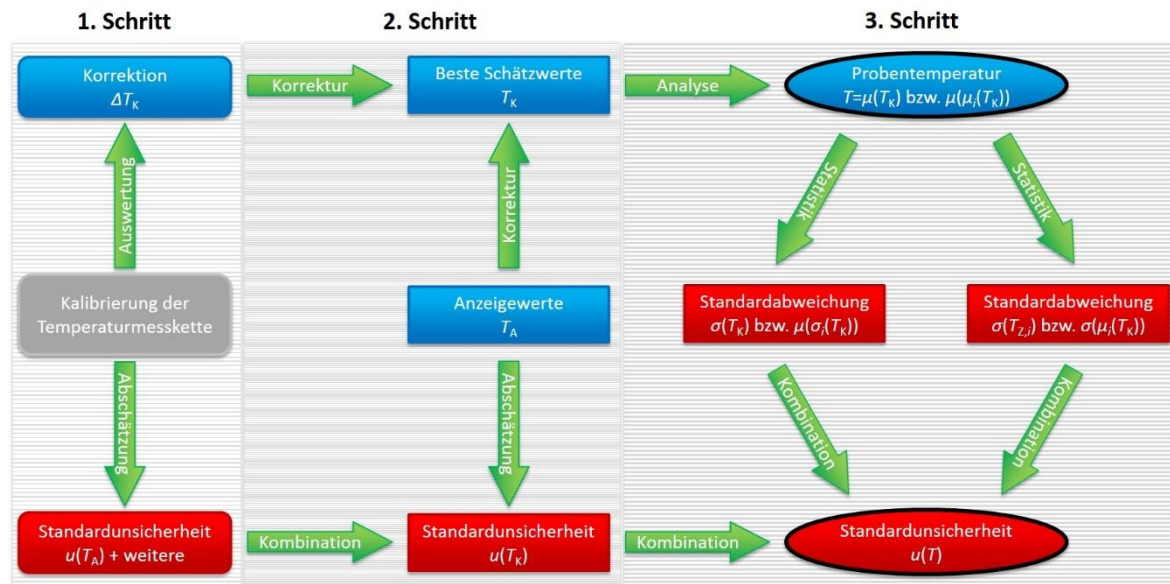 1. Schritt
2. Schritt
3. Schritt
Korrektion
ΔT_K
Korrektur
Beste Schätzwerte
T_K
Analyse
Probentemperatur
T=μ(T_K) bzw. μ(μ_i(T_K))
Auswertung
Korrektur
Statistik
Statistik
Kalibrierung der
Temperaturmesskette
Anzeigewerte
T_A
Standardabweichung
σ(T_K) bzw. μ(σ_i(T_K))
Standardabweichung
σ(T_Z,i) bzw. σ(μ_i(T_K))
Abschätzung
Abschätzung
Kombination
Kombination
Standardunsicherheit
u(T_A) + weitere
Kombination
Standardunsicherheit
u(T_K)
Kombination
Standardunsicherheit
u(T)